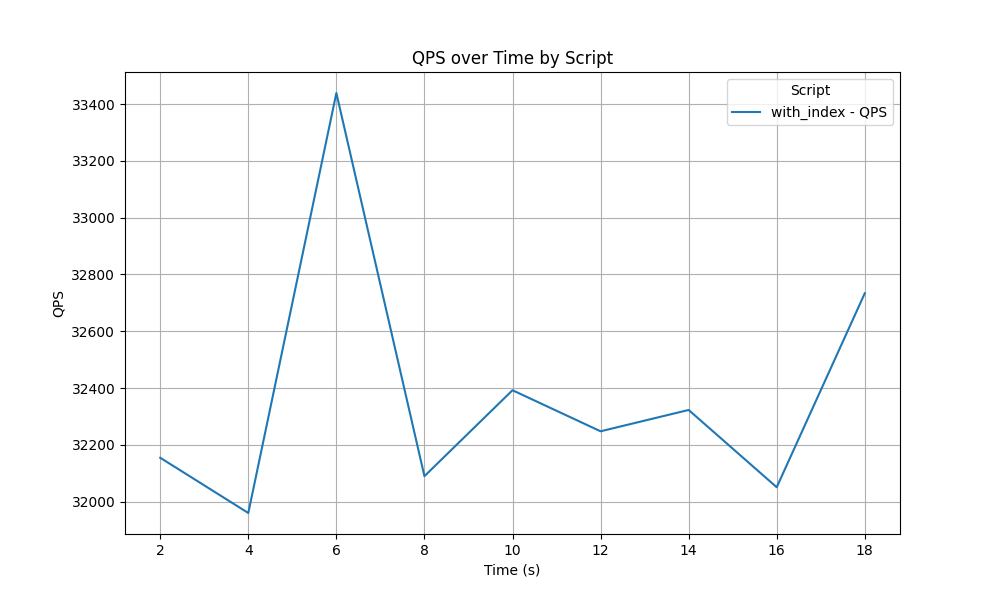 QPS over Time by Script
Script
with_index - QPS
QPS
33400
33200
33000
32800
32600
32400
32200
32000
2 4 6 8 10 12 14 16 18
Time (s)